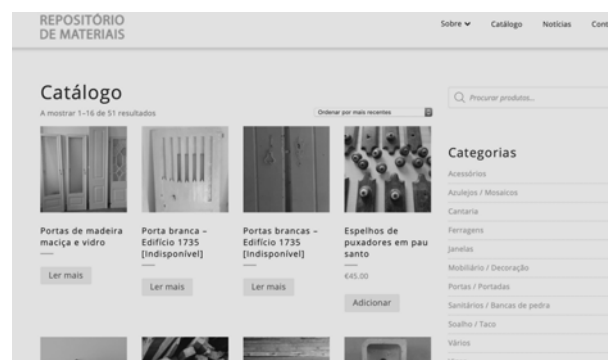 REPOSITÓRIO
DE MATERIAIS
Sobre
Catálogo
Notícias
Cont
Catálogo
A mostrar 1–16 de 51 resultados
Ordenar por mais recentes
Procurar produtos...
Portas de madeira
maciça e vidro
Ler mais
Porta branca –
Edifício 1735
[Indisponível]
Ler mais
Portas brancas –
Edifício 1735
[Indisponível]
Ler mais
Espelhos de
puxadores em pau
santo
€45.00
Adicionar
Categorias
Acessórios
Azulejos / Mosaicos
Cantaria
Ferragens
Janelas
Mobiliário / Decoração
Portas / Portadas
Sanitários / Bancas de pedra
Soalho / Taco
Vários